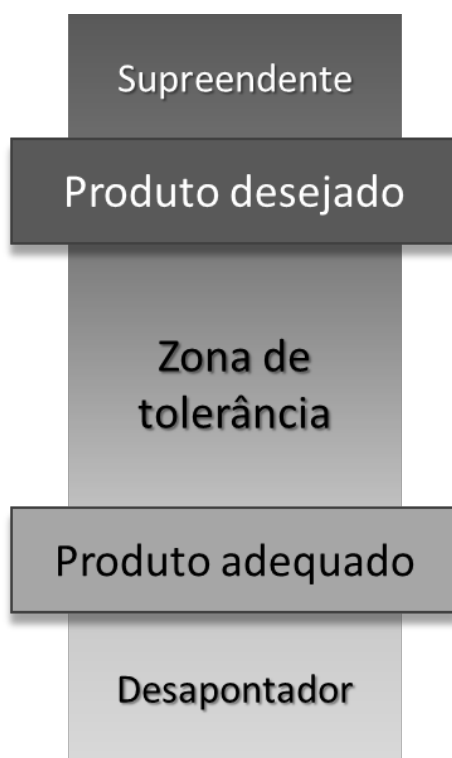 Supreendente
Produto desejado
Zona de
tolerância
Produto adequado
Desapontador